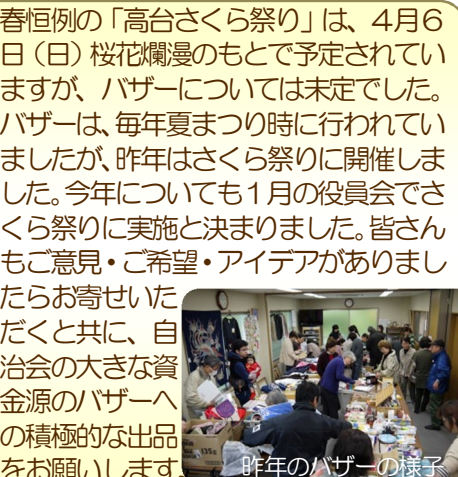 春恒例の「高台さくら祭り」は、4月6
日（日）桜花爛漫のもとで予定されてい
ますが、バザーについては未定でした。
バザーは、毎年夏まつり時に行われてい
ましたが、昨年はさくら祭りに開催しま
した。今年についても1月の役員会でさ
くら祭りに実施と決まりました。皆さん
もご意見・ご希望・アイデアがありまし
たらお寄せいた
だくと共に、自
治会の大きな資
金源のバザーへ
の積極的な出品
をお願いします。
昨年のバザーの様子